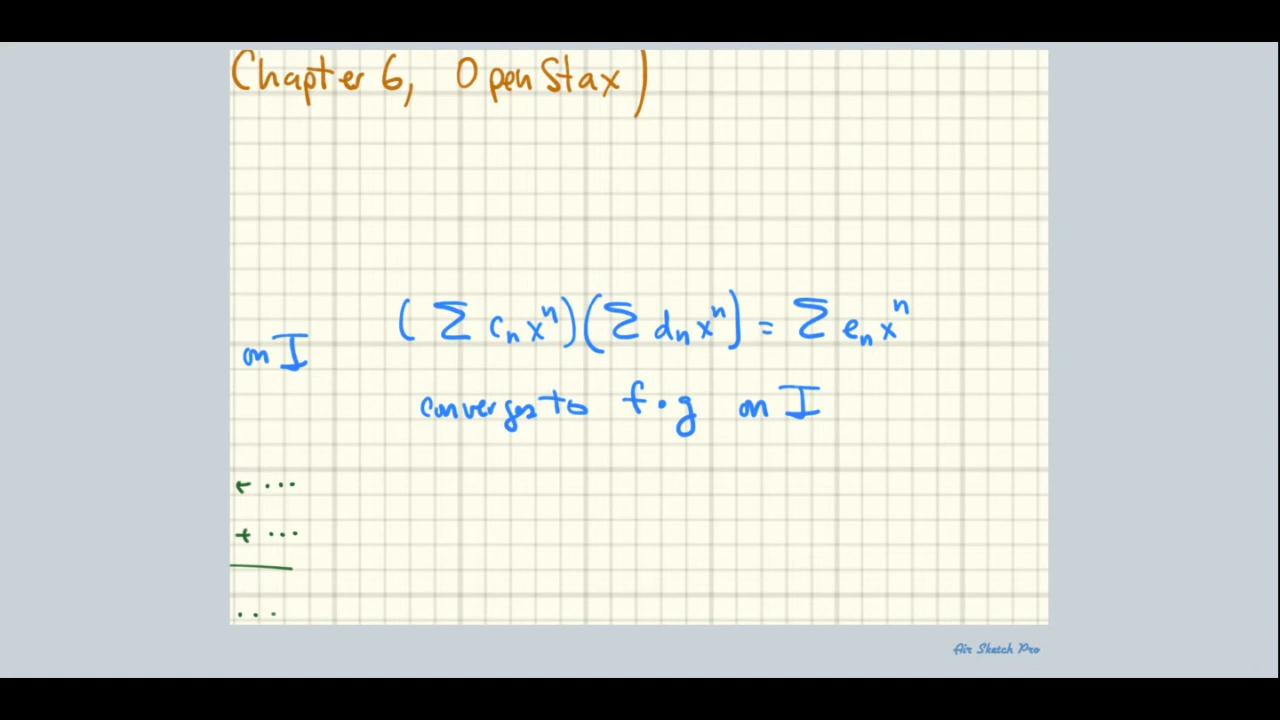 Chapter 6, OpenStax)
(Σ cₙxⁿ)(Σ dₙxⁿ) = Σ eₙxⁿ
on I
converges to f·g on I
+ ...
+ ...
...
Air Sketch Pro